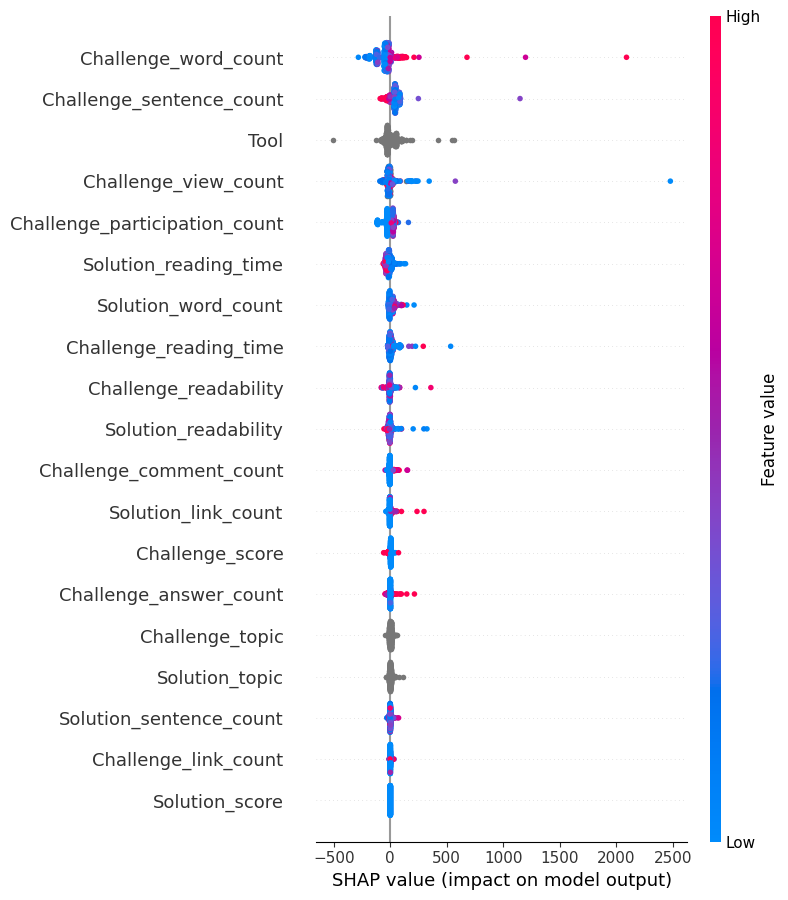 High
Challenge_word_count
Challenge_sentence_count
Tool
Challenge_view_count
Challenge_participation_count
Solution_reading_time
Solution_word_count
Challenge_reading_time
Challenge_readability
Solution_readability
Challenge_comment_count
Solution_link_count
Challenge_score
Challenge_answer_count
Challenge_topic
Solution_topic
Solution_sentence_count
Challenge_link_count
Solution_score
Feature value
Low
−500 0 500 1000 1500 2000 2500
SHAP value (impact on model output)